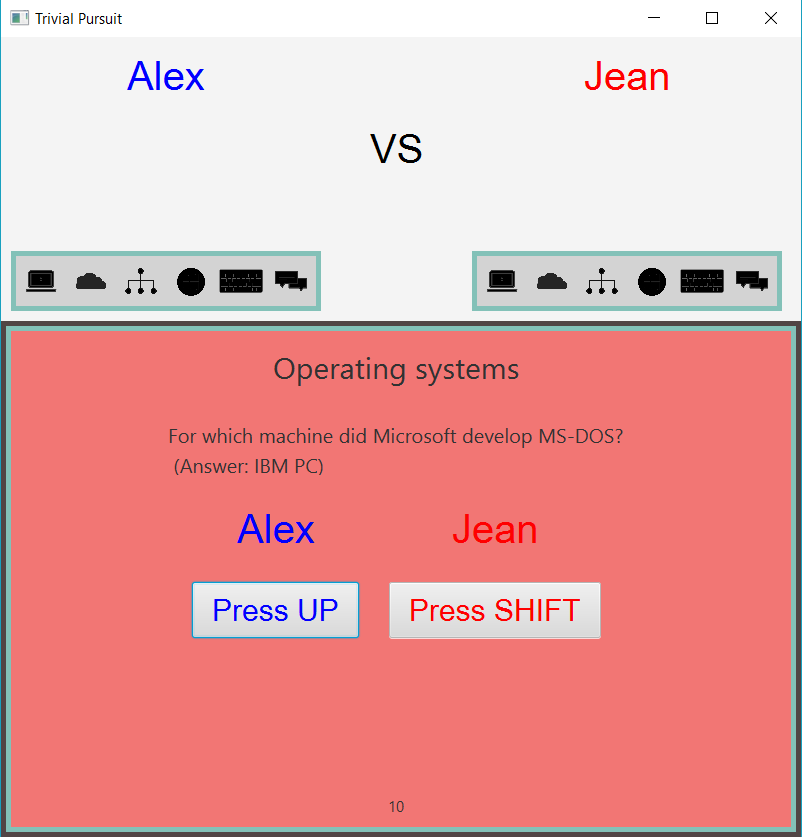 Trivial Pursuit
Alex
Jean
VS
Operating systems
For which machine did Microsoft develop MS-DOS?
(Answer: IBM PC)
Alex
Jean
Press UP
Press SHIFT
10